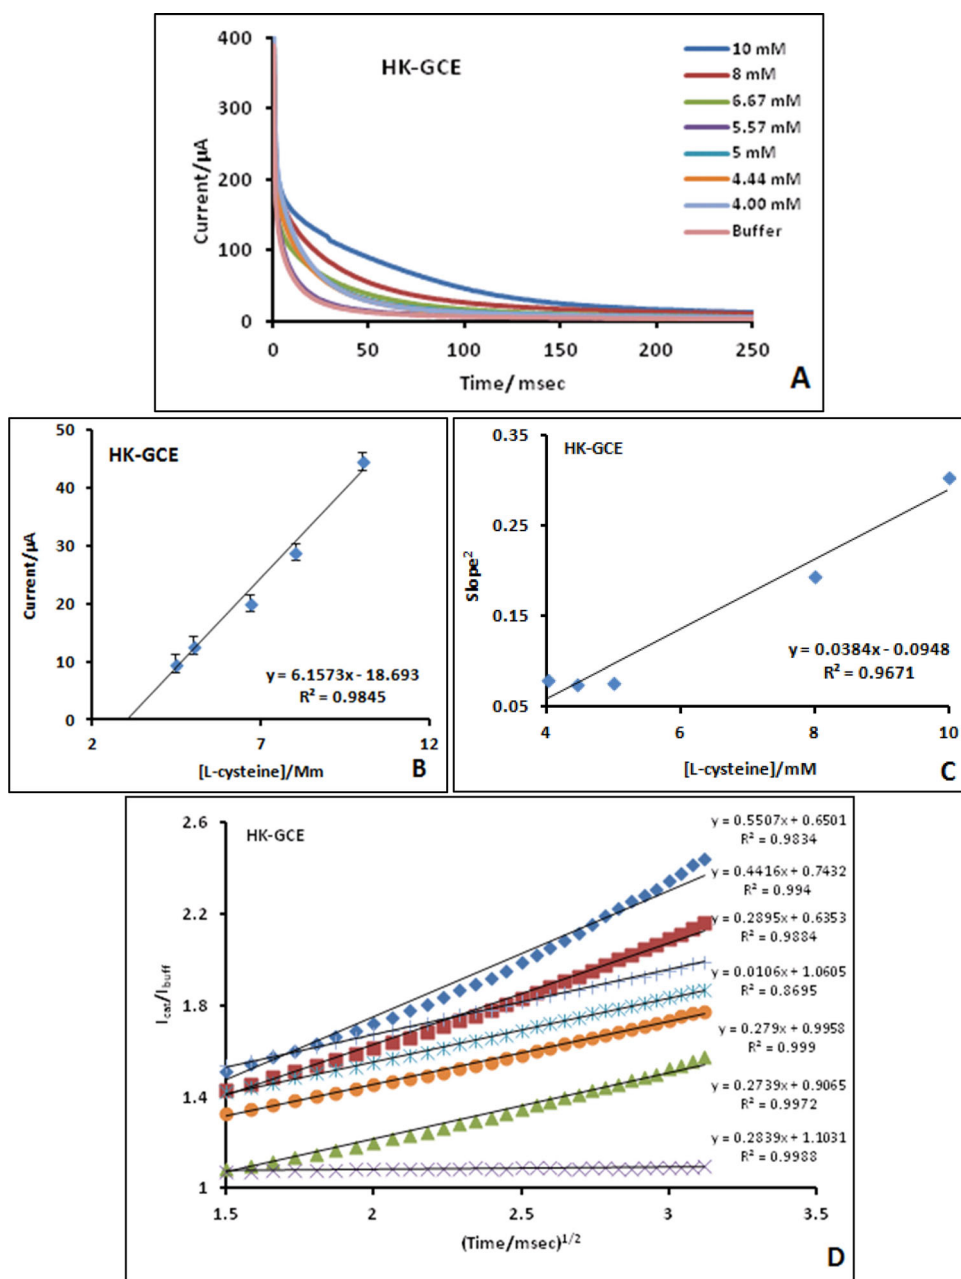 HK-GCE
Current/µA
400
300
200
100
0
0 50 100 150 200 250
Time/ msec
10 mM
8 mM
6.67 mM
5.57 mM
5 mM
4.44 mM
4.00 mM
Buffer
A
HK-GCE
Current/µA
50
40
30
20
10
0
2 7 12
[L-cysteine]/Mm
y = 6.1573x - 18.693
R² = 0.9845
B
HK-GCE
Slope²
0.35
0.25
0.15
0.05
4 6 8 10
[L-cysteine]/mM
y = 0.0384x - 0.0948
R² = 0.9671
C
HK-GCE
I_cat/I_buff
2.6
2.2
1.8
1.4
1
1.5 2 2.5 3 3.5
(Time/msec)^1/2
y = 0.5507x + 0.6501
R² = 0.9834
y = 0.4416x + 0.7432
R² = 0.994
y = 0.2895x + 0.6353
R² = 0.9884
y = 0.0106x + 1.0605
R² = 0.8695
y = 0.279x + 0.9958
R² = 0.999
y = 0.2739x + 0.9065
R² = 0.9972
y = 0.2839x + 1.1031
R² = 0.9988
D